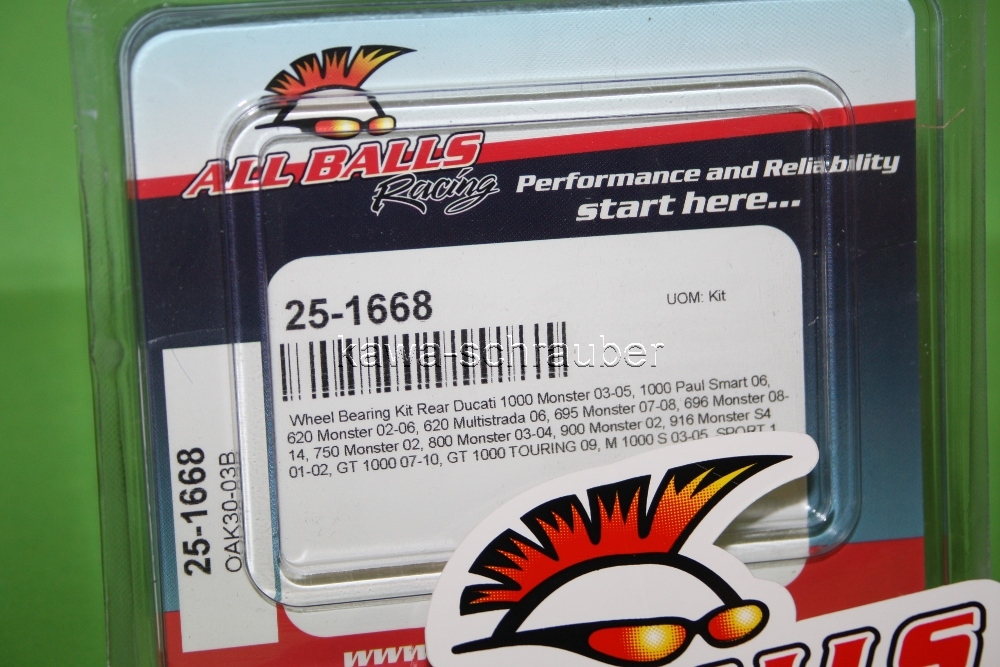 ALL BALLS
Racing
Performance and Reliability
start here...
25-1668
UOM: Kit
kawa-schrauber
Wheel Bearing Kit Rear Ducati 1000 Monster 03-05, 1000 Paul Smart 06,
620 Monster 02-06, 620 Multistrada 06, 695 Monster 07-08, 696 Monster 08-
14, 750 Monster 02, 800 Monster 03-04, 900 Monster 02, 916 Monster S4
01-02, GT 1000 07-10, GT 1000 TOURING 09, M 1000 S 03-05, SPORT 1
25-1668
OAK30-03B
www.
ALL BALLS